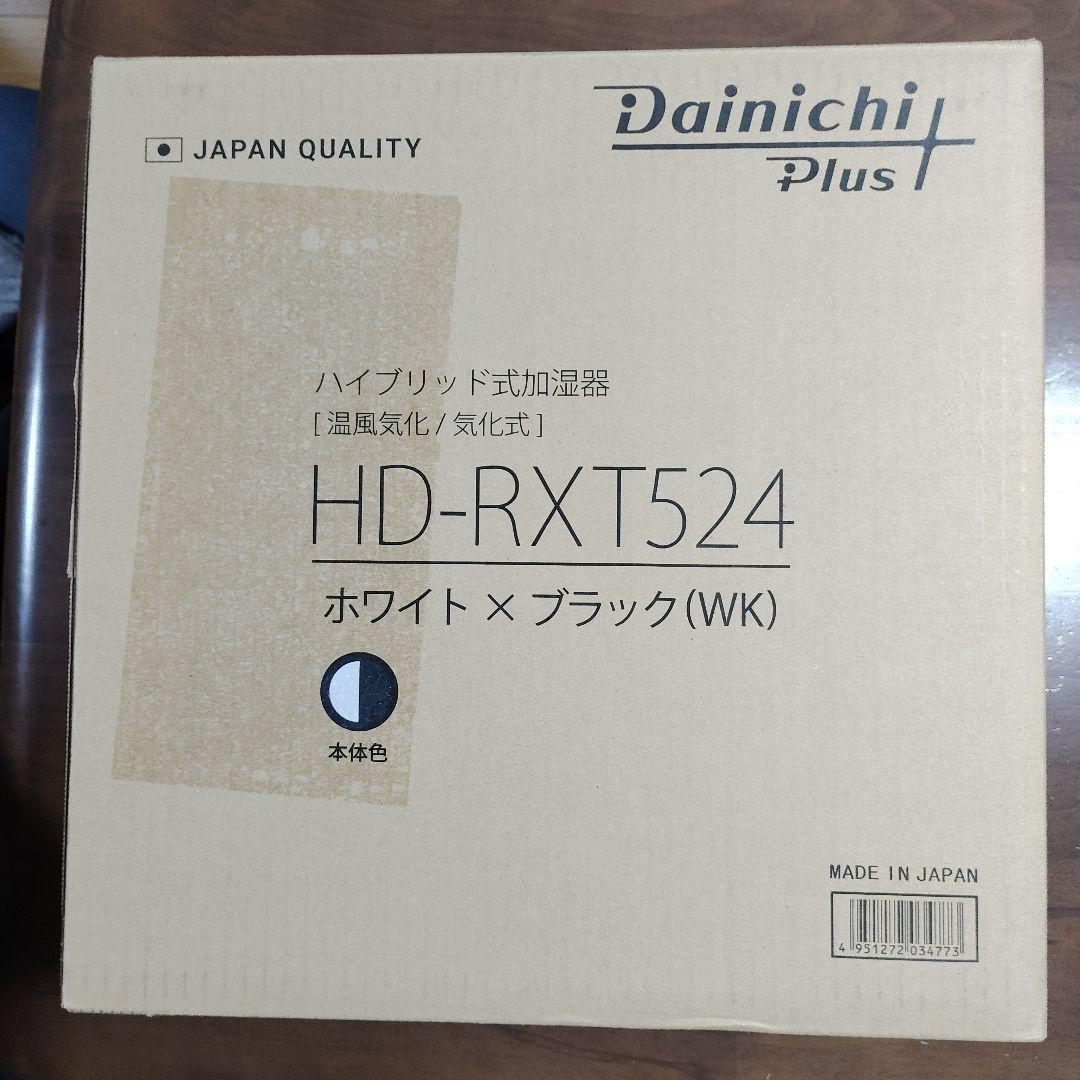 JAPAN QUALITY
Dainichi
Plus
ハイブリッド式加湿器
[ 温風気化 / 気化式 ]
HD-RXT524
ホワイト × ブラック(WK)
本体色
MADE IN JAPAN
4 951272 034773